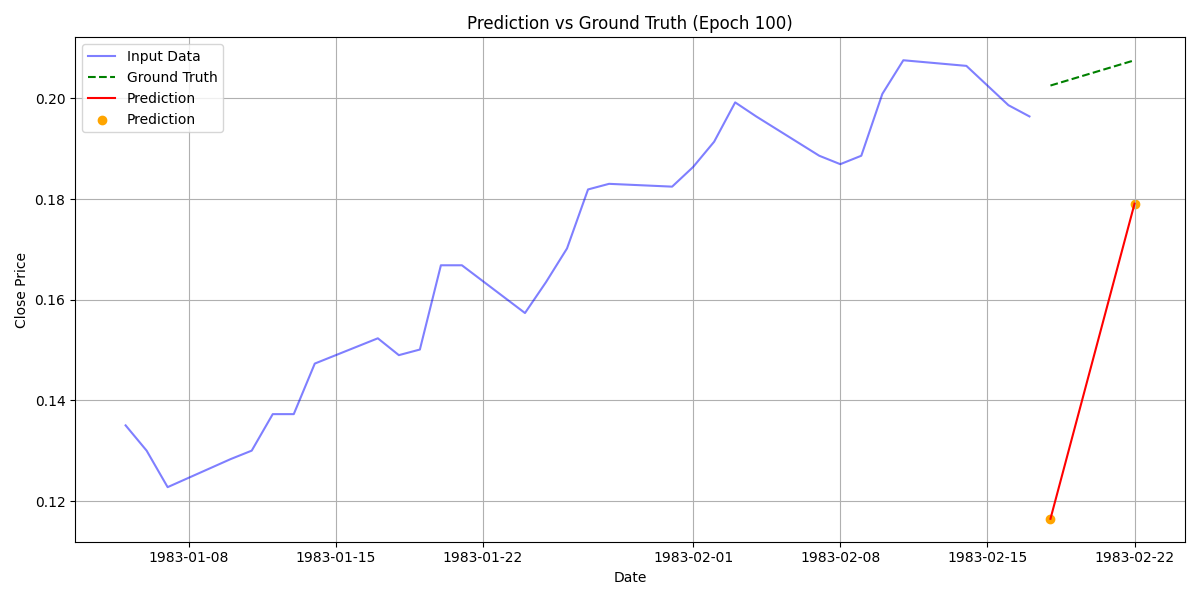 Prediction vs Ground Truth (Epoch 100)
Input Data
Ground Truth
Prediction
Prediction
Close Price
0.20
0.18
0.16
0.14
0.12
1983-01-08
1983-01-15
1983-01-22
1983-02-01
1983-02-08
1983-02-15
1983-02-22
Date